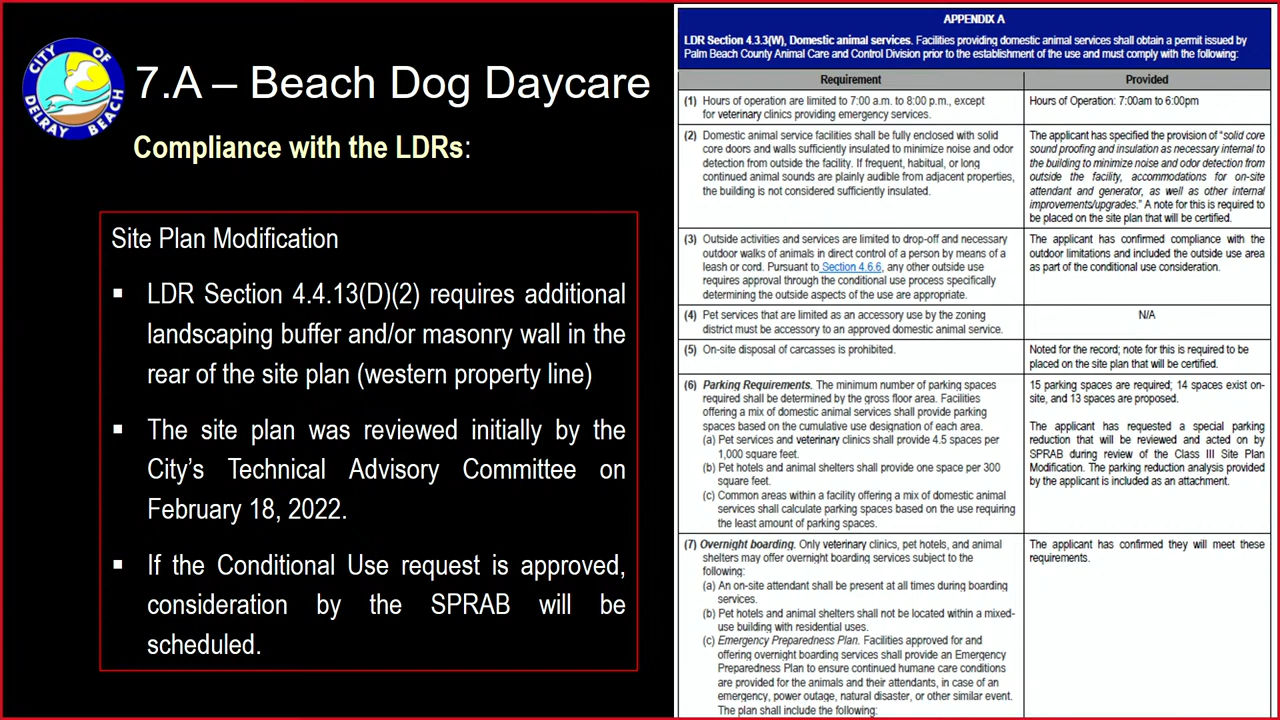 CITY OF
DELRAY BEACH
7.A – Beach Dog Daycare
Compliance with the LDRs:
Site Plan Modification
▪ LDR Section 4.4.13(D)(2) requires additional
landscaping buffer and/or masonry wall in the
rear of the site plan (western property line)
▪ The site plan was reviewed initially by the
City’s Technical Advisory Committee on
February 18, 2022.
▪ If the Conditional Use request is approved,
consideration by the SPRAB will be
scheduled.
APPENDIX A
LDR Section 4.3.3(W), Domestic animal services. Facilities providing domestic animal services shall obtain a permit issued by
Palm Beach County Animal Care and Control Division prior to the establishment of the use and must comply with the following:
Requirement
Provided
(1) Hours of operation are limited to 7:00 a.m. to 8:00 p.m., except
for veterinary clinics providing emergency services.
Hours of Operation: 7:00am to 6:00pm
(2) Domestic animal service facilities shall be fully enclosed with solid
core doors and walls sufficiently insulated to minimize noise and odor
detection from outside the facility. If frequent, habitual, or long
continued animal sounds are plainly audible from adjacent properties,
the building is not considered sufficiently insulated.
The applicant has specified the provision of “solid core
sound proofing and insulation as necessary internal to
the building to minimize noise and odor detection from
outside the facility, accommodations for on-site
attendant and generator, as well as other internal
improvements/upgrades.” A note for this is required to
be placed on the site plan that will be certified.
(3) Outside activities and services are limited to drop-off and necessary
outdoor walks of animals in direct control of a person by means of a
leash or cord. Pursuant to Section 4.6.6, any other outside use
requires approval through the conditional use process specifically
determining the outside aspects of the use are appropriate.
The applicant has confirmed compliance with the
outdoor limitations and included the outside use area
as part of the conditional use consideration.
(4) Pet services that are limited as an accessory use by the zoning
district must be accessory to an approved domestic animal service.
N/A
(5) On-site disposal of carcasses is prohibited.
Noted for the record; note for this is required to be
placed on the site plan that will be certified.
(6) Parking Requirements. The minimum number of parking spaces
required shall be determined by the gross floor area. Facilities
offering a mix of domestic animal services shall provide parking
spaces based on the cumulative use designation of each area.
(a) Pet services and veterinary clinics shall provide 4.5 spaces per
1,000 square feet.
(b) Pet hotels and animal shelters shall provide one space per 300
square feet.
(c) Common areas within a facility offering a mix of domestic animal
services shall calculate parking spaces based on the use requiring
the least amount of parking spaces.
15 parking spaces are required; 14 spaces exist on-
site, and 13 spaces are proposed.
The applicant has requested a special parking
reduction that will be reviewed and acted on by
SPRAB during review of the Class III Site Plan
Modification. The parking reduction analysis provided
by the applicant is included as an attachment.
(7) Overnight boarding. Only veterinary clinics, pet hotels, and animal
shelters may offer overnight boarding services subject to the
following:
(a) An on-site attendant shall be present at all times during boarding
services.
(b) Pet hotels and animal shelters shall not be located within a mixed-
use building with residential uses.
(c) Emergency Preparedness Plan. Facilities approved for and
offering overnight boarding services shall provide an Emergency
Preparedness Plan to ensure continued humane care conditions
are provided for the animals and their attendants, in case of an
emergency, power outage, natural disaster, or other similar event.
The plan shall include the following:
The applicant has confirmed they will meet these
requirements.